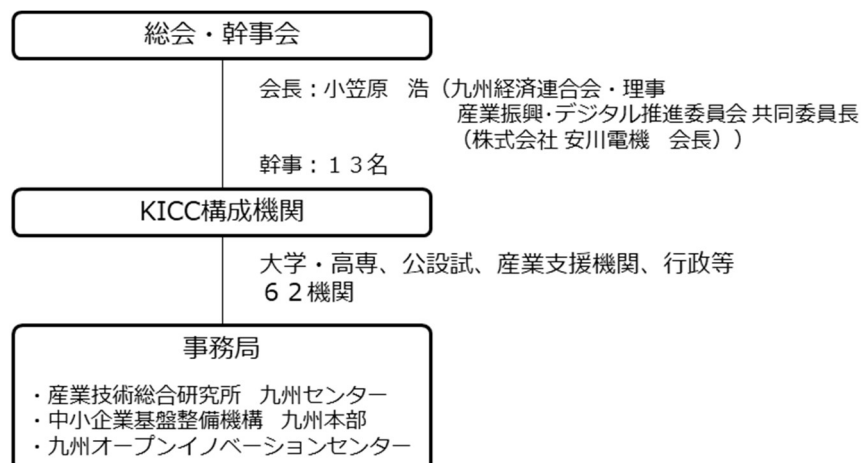 総会・幹事会
会長：小笠原　浩（九州経済連合会・理事
産業振興･デジタル推進委員会 共同委員長
（株式会社 安川電機　会長））
幹事：１３名
KICC構成機関
大学・高専、公設試、産業支援機関、行政等
６２機関
事務局
・産業技術総合研究所　九州センター
・中小企業基盤整備機構　九州本部
・九州オープンイノベーションセンター